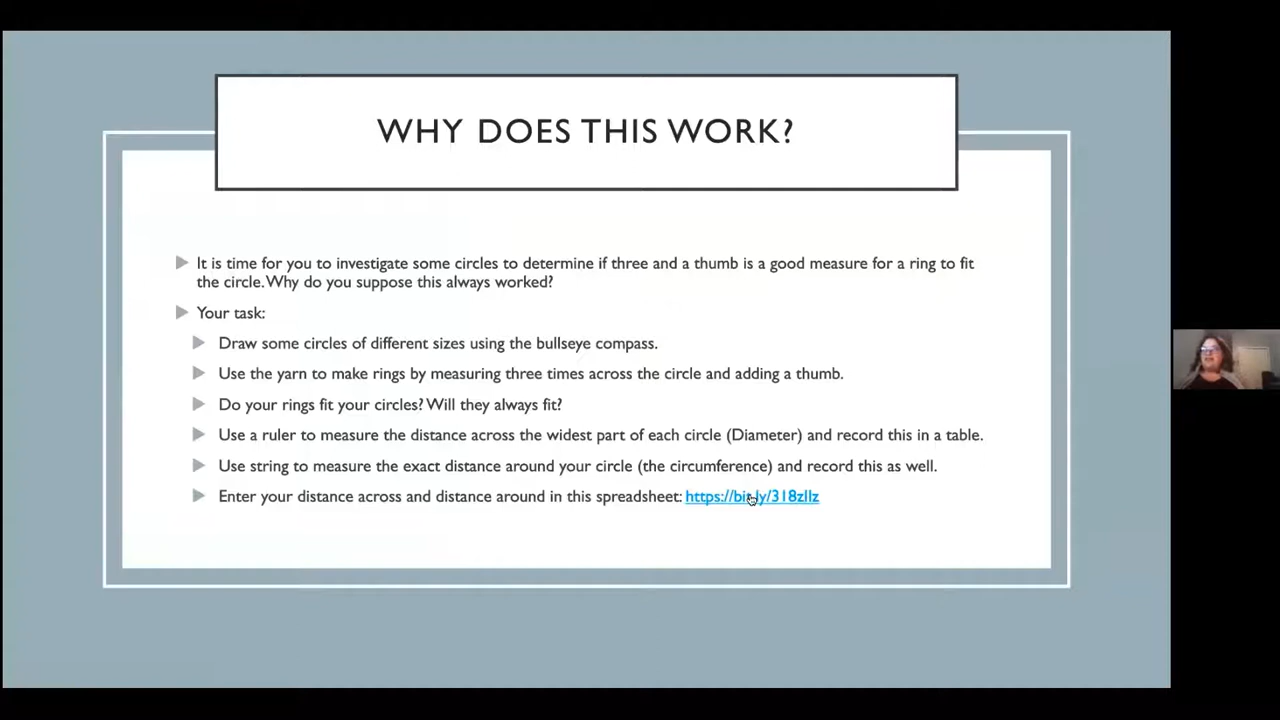 WHY DOES THIS WORK?
It is time for you to investigate some circles to determine if three and a thumb is a good measure for a ring to fit
the circle. Why do you suppose this always worked?
Your task:
Draw some circles of different sizes using the bullseye compass.
Use the yarn to make rings by measuring three times across the circle and adding a thumb.
Do your rings fit your circles? Will they always fit?
Use a ruler to measure the distance across the widest part of each circle (Diameter) and record this in a table.
Use string to measure the exact distance around your circle (the circumference) and record this as well.
Enter your distance across and distance around in this spreadsheet: https://bit.ly/318zllz